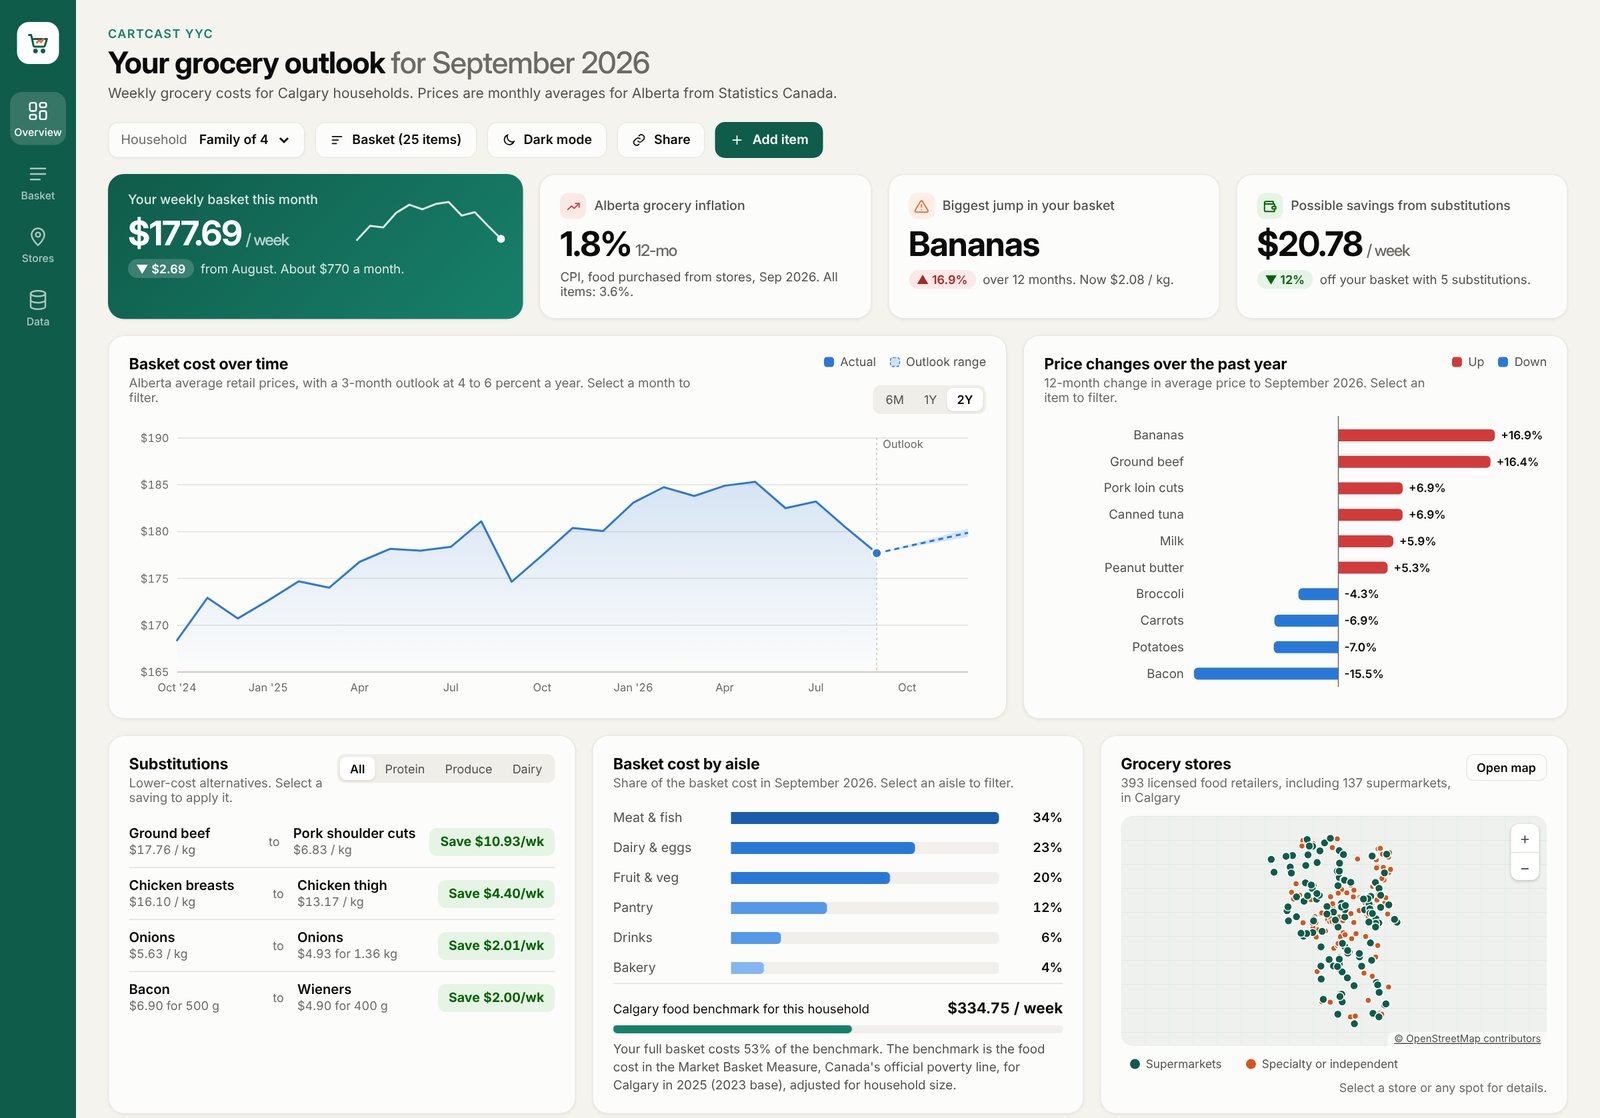 CARTCAST YYC
Your grocery outlook for September 2026
Weekly grocery costs for Calgary households. Prices are monthly averages for Alberta from Statistics Canada.
Overview
Basket
Stores
Data
Household Family of 4
Basket (25 items)
Dark mode
Share
+ Add item
Your weekly basket this month
$177.69 / week
▼ $2.69 from August. About $770 a month.
Alberta grocery inflation
1.8% 12-mo
CPI, food purchased from stores, Sep 2026. All
items: 3.6%.
Biggest jump in your basket
Bananas
▲ 16.9% over 12 months. Now $2.08 / kg.
Possible savings from substitutions
$20.78 / week
▼ 12% off your basket with 5 substitutions.
Basket cost over time
Alberta average retail prices, with a 3-month outlook at 4 to 6 percent a year. Select a month to
filter.
Actual
Outlook range
6M 1Y 2Y
$190
$185
$180
$175
$170
$165
Outlook
Oct '24 Jan '25 Apr Jul Oct Jan '26 Apr Jul Oct
Price changes over the past year
12-month change in average price to September 2026. Select an
item to filter.
Up
Down
Bananas +16.9%
Ground beef +16.4%
Pork loin cuts +6.9%
Canned tuna +6.9%
Milk +5.9%
Peanut butter +5.3%
Broccoli -4.3%
Carrots -6.9%
Potatoes -7.0%
Bacon -15.5%
Substitutions
Lower-cost alternatives. Select a
saving to apply it.
All Protein Produce Dairy
Ground beef to Pork shoulder cuts Save $10.93/wk
$17.76 / kg $6.83 / kg
Chicken breasts to Chicken thigh Save $4.40/wk
$16.10 / kg $13.17 / kg
Onions to Onions Save $2.01/wk
$5.63 / kg $4.93 for 1.36 kg
Bacon to Wieners Save $2.00/wk
$6.90 for 500 g $4.90 for 400 g
Basket cost by aisle
Share of the basket cost in September 2026. Select an aisle to filter.
Meat & fish 34%
Dairy & eggs 23%
Fruit & veg 20%
Pantry 12%
Drinks 6%
Bakery 4%
Calgary food benchmark for this household $334.75 / week
Your full basket costs 53% of the benchmark. The benchmark is the food
cost in the Market Basket Measure, Canada's official poverty line, for
Calgary in 2025 (2023 base), adjusted for household size.
Grocery stores
393 licensed food retailers, including 137 supermarkets,
in Calgary
Open map
+
−
© OpenStreetMap contributors
Supermarkets
Specialty or independent
Select a store or any spot for details.